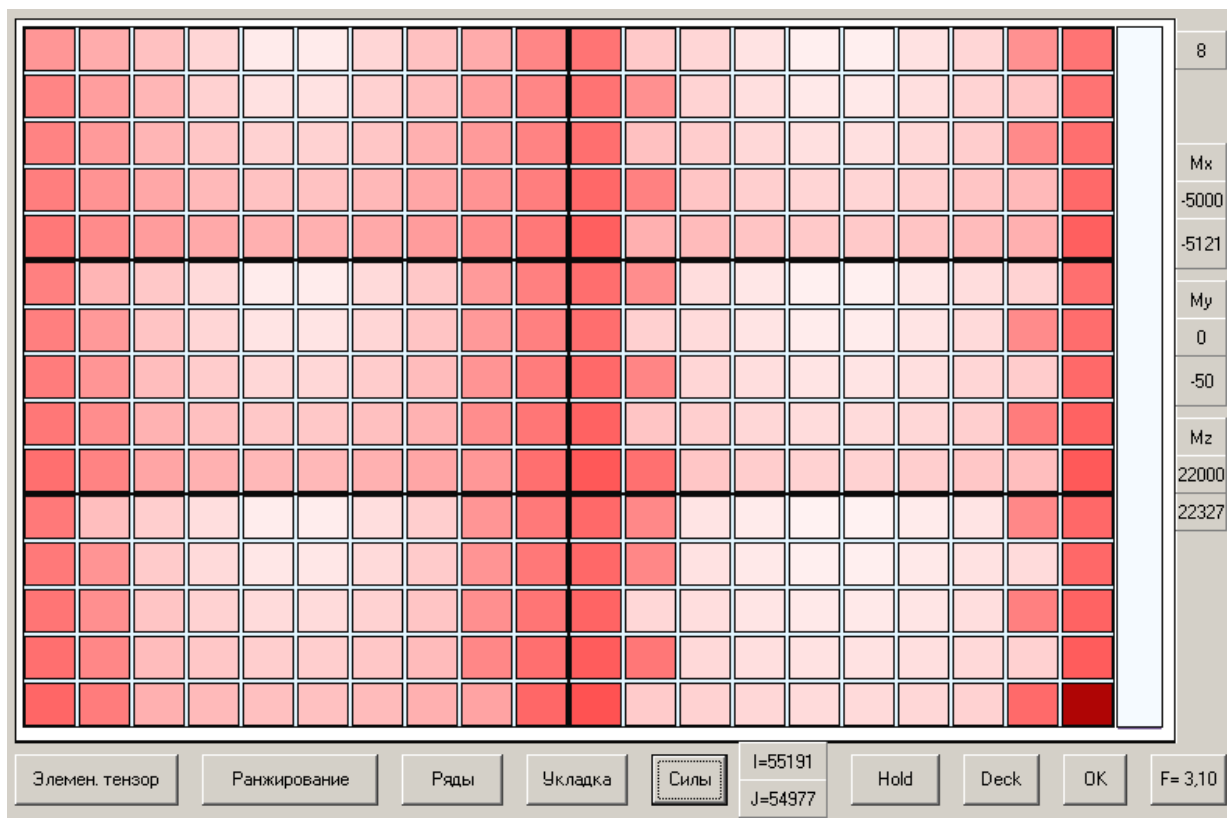 8
Mx
-5000
-5121
My
0
-50
Mz
22000
22327
Элемен. тензор
Ранжирование
Ряды
Укладка
Силы
I=55191
J=54977
Hold
Deck
OK
F= 3,10